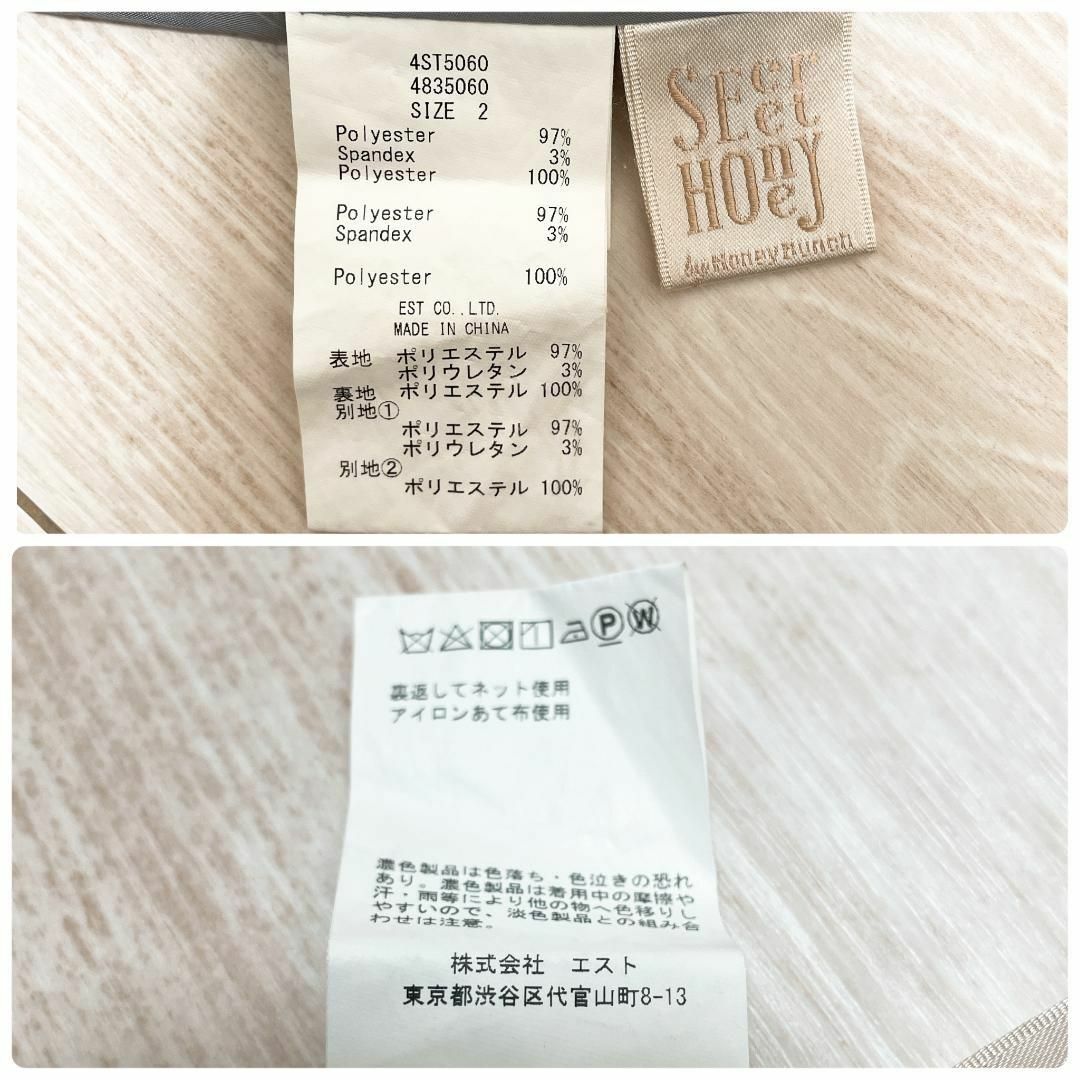 4ST5060
4835060
SIZE 2
Polyester 97%
Spandex 3%
Polyester 100%
Polyester 97%
Spandex 3%
Polyester 100%
EST CO.,LTD.
MADE IN CHINA
表地 ポリエステル 97%
ポリウレタン 3%
裏地 ポリエステル 100%
別地①
ポリエステル 97%
ポリウレタン 3%
別地②
ポリエステル 100%
SEcret
HOney
by Honey Bunch
P W
裏返してネット使用
アイロンあて布使用
濃色製品は色落ち・色泣きの恐れ
あり。濃色製品は着用中の摩擦や
汗・雨等により他の物へ色移りし
やすいので、淡色製品との組み合
わせは注意。
株式会社 エスト
東京都渋谷区代官山町8-13